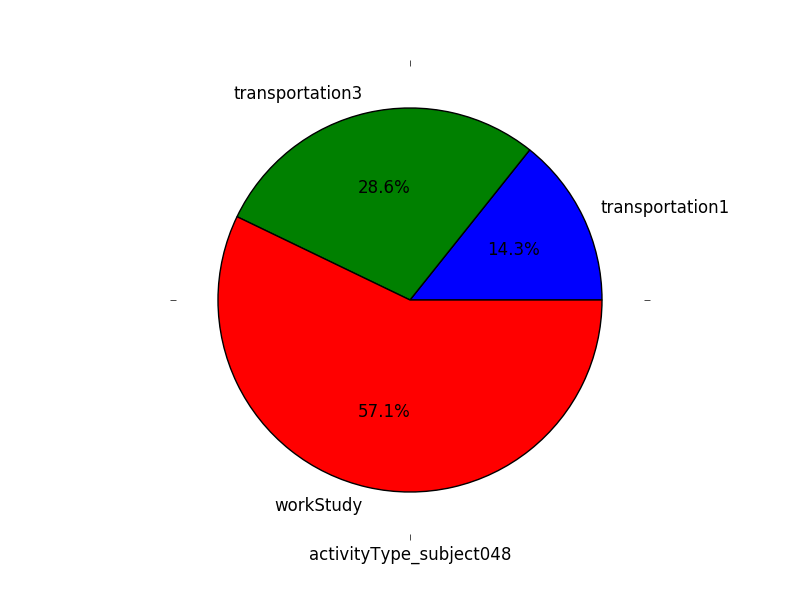 transportation3
28.6%
transportation1
14.3%
57.1%
workStudy
activityType_subject048